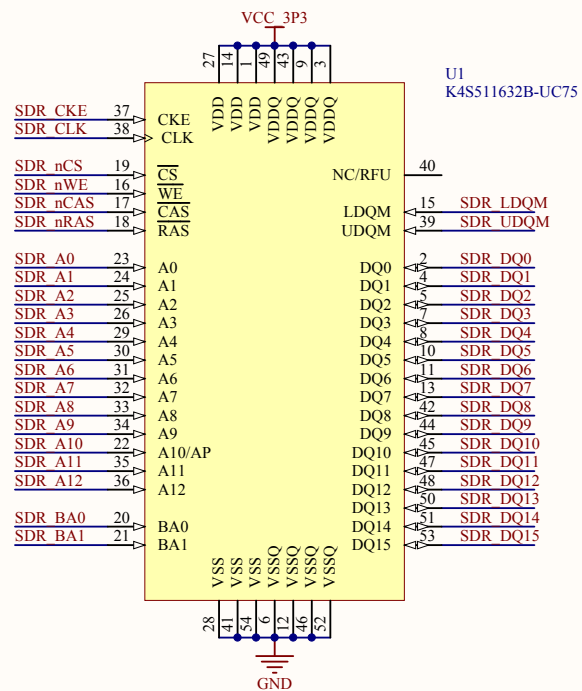 VCC_3P3
27 14 1 49 43 9 3
VDD VDD VDD VDDQ VDDQ VDDQ VDDQ
U1
K4S511632B-UC75
SDR_CKE 37 CKE
SDR_CLK 38 CLK
SDR_nCS 19 CS NC/RFU 40
SDR_nWE 16 WE
SDR_nCAS 17 CAS LDQM 15 SDR_LDQM
SDR_nRAS 18 RAS UDQM 39 SDR_UDQM
SDR_A0 23 A0 DQ0 2 SDR_DQ0
SDR_A1 24 A1 DQ1 4 SDR_DQ1
SDR_A2 25 A2 DQ2 5 SDR_DQ2
SDR_A3 26 A3 DQ3 7 SDR_DQ3
SDR_A4 29 A4 DQ4 8 SDR_DQ4
SDR_A5 30 A5 DQ5 10 SDR_DQ5
SDR_A6 31 A6 DQ6 11 SDR_DQ6
SDR_A7 32 A7 DQ7 13 SDR_DQ7
SDR_A8 33 A8 DQ8 42 SDR_DQ8
SDR_A9 34 A9 DQ9 44 SDR_DQ9
SDR_A10 22 A10/AP DQ10 45 SDR_DQ10
SDR_A11 35 A11 DQ11 47 SDR_DQ11
SDR_A12 36 A12 DQ12 48 SDR_DQ12
DQ13 50 SDR_DQ13
SDR_BA0 20 BA0 DQ14 51 SDR_DQ14
SDR_BA1 21 BA1 DQ15 53 SDR_DQ15
VSS VSS VSS VSSQ VSSQ VSSQ VSSQ
28 41 54 6 12 46 52
GND